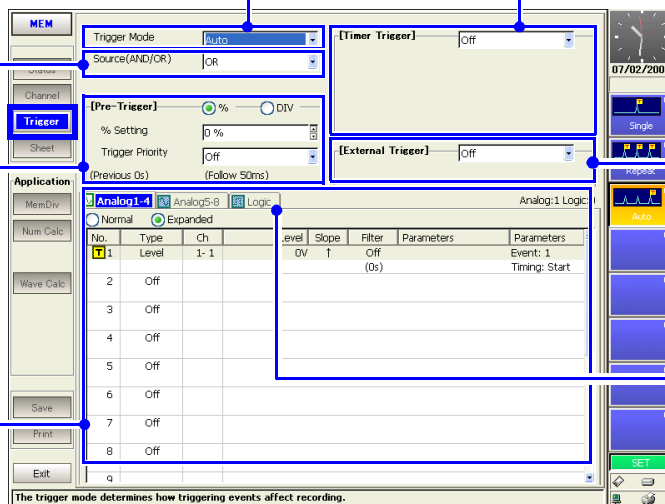 MEM
Status
Channel
Trigger
Sheet
Application
MemDiv
Num Calc
Wave Calc
Save
Print
Exit
Trigger Mode
Auto
Source(AND/OR)
OR
[Pre-Trigger]
%
DIV
% Setting
0 %
Trigger Priority
Off
(Previous 0s)
(Follow 50ms)
[Timer Trigger]
Off
[External Trigger]
Off
Analog1-4
Analog5-8
Logic
Analog:1 Logic:
Normal
Expanded
No. Type Ch Level Slope Filter Parameters Parameters
T 1 Level 1- 1 0V ↑ Off Event: 1
(0s) Timing: Start
2 Off
3 Off
4 Off
5 Off
6 Off
7 Off
8 Off
9
The trigger mode determines how triggering events affect recording.
07/02/200
Single
Repeat
Auto
SET